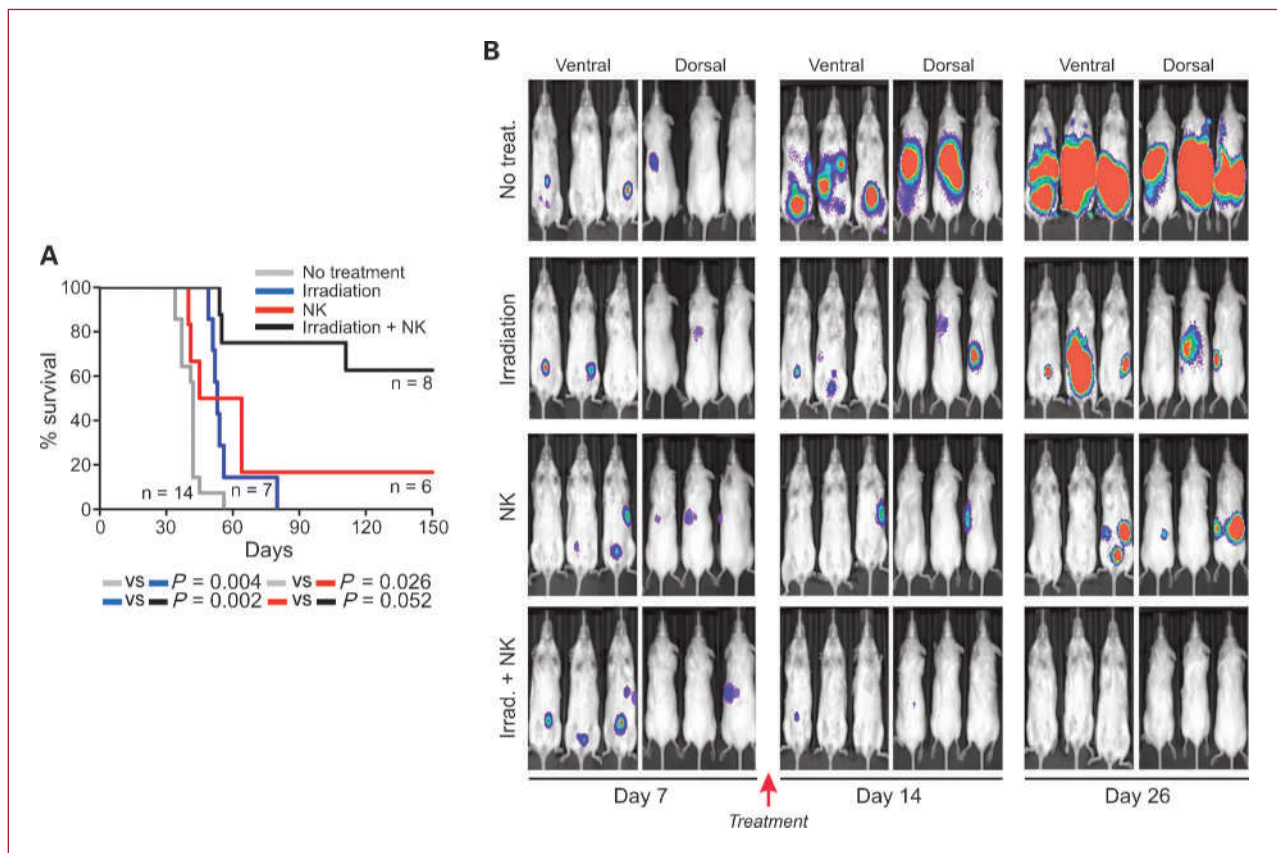 A
No treatment
Irradiation
NK
Irradiation + NK
% survival
100
80
60
40
20
0
n = 8
n = 14
n = 7
n = 6
0 30 60 90 120 150
Days
vs P = 0.004 vs P = 0.026
vs P = 0.002 vs P = 0.052
B
Ventral Dorsal Ventral Dorsal Ventral Dorsal
No treat.
Irradiation
NK
Irrad. + NK
Day 7 Day 14 Day 26
Treatment